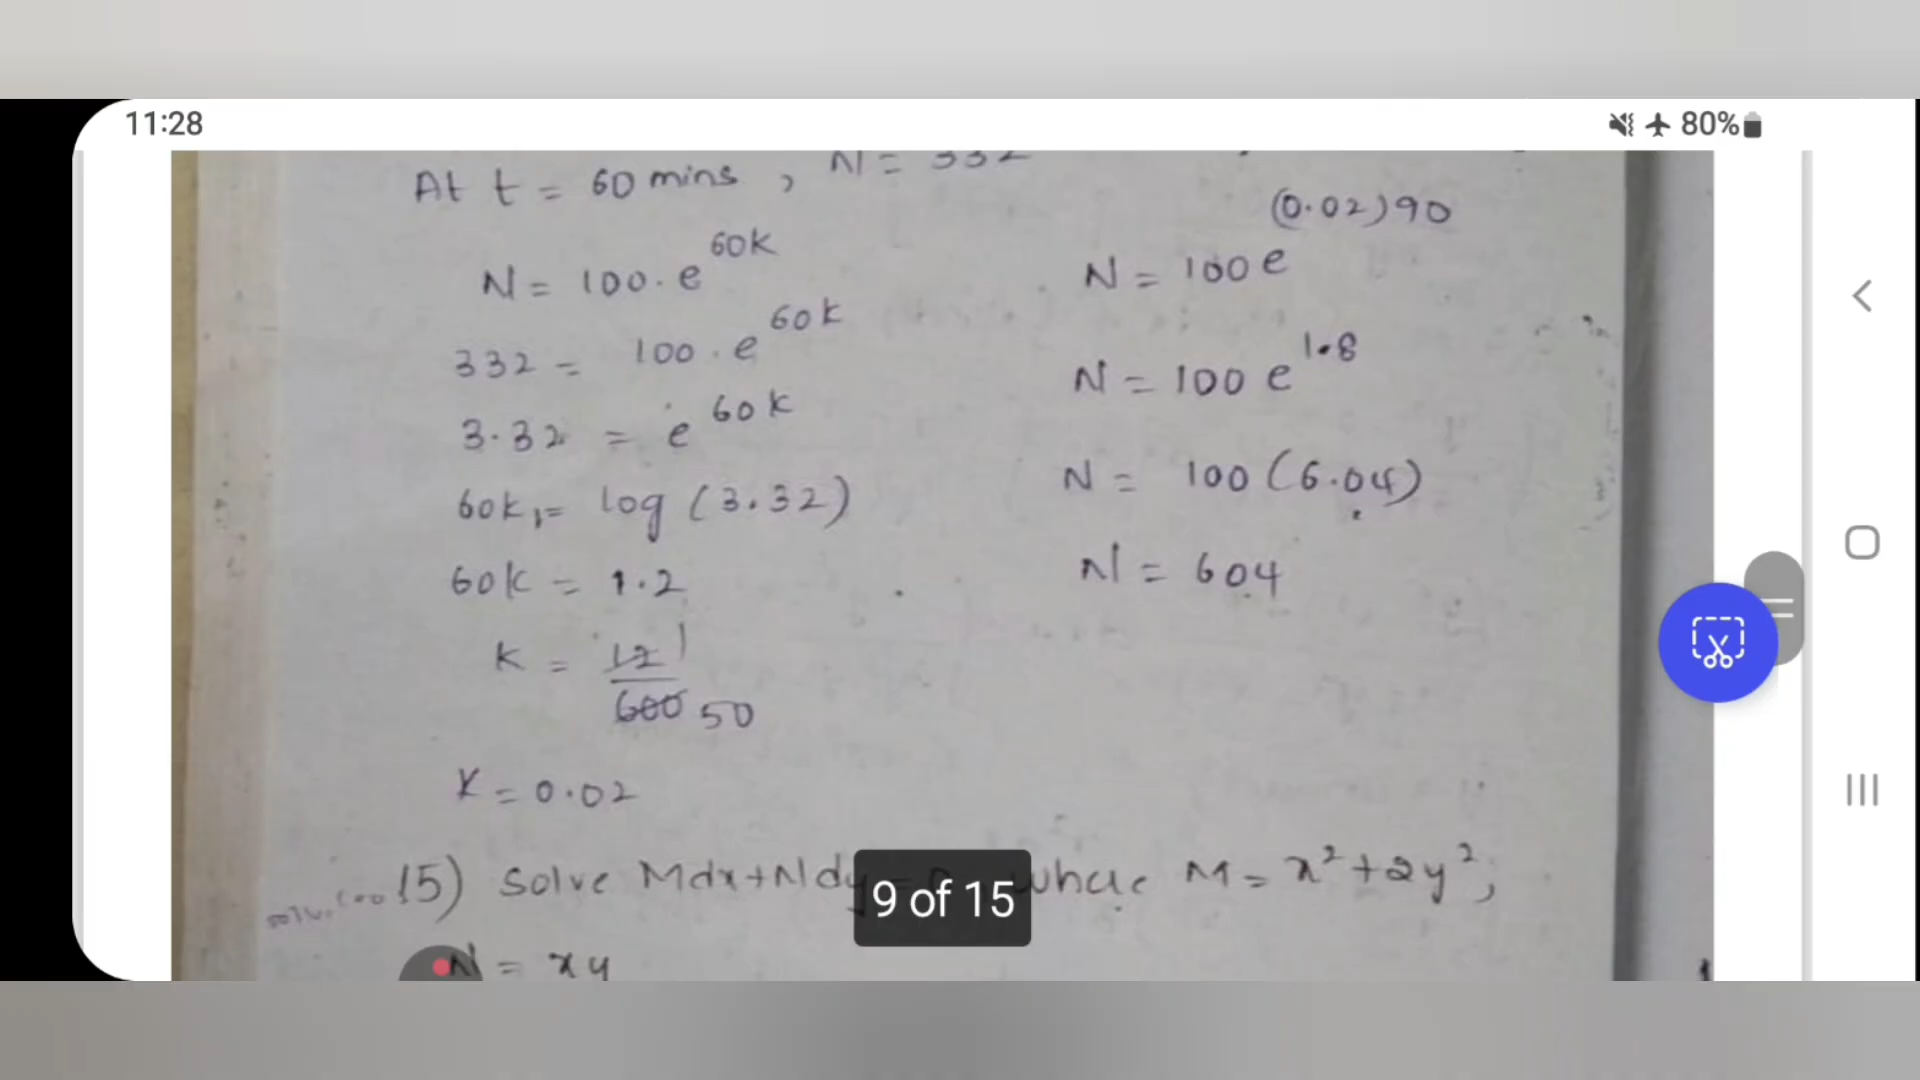 11:28
80%
At t = 60 mins , N = 332
N = 100. e^60K
332 = 100 . e^60K
3.32 = e^60K
60K = log (3.32)
60K = 1.2
K = 12 1
600 50
K = 0.02
(0.02)90
N = 100 e
N = 100 e^1.8
N = 100 (6.04)
N = 604
15) Solve Mdx+Ndy = where M = x²+2y²,
9 of 15
N = xy